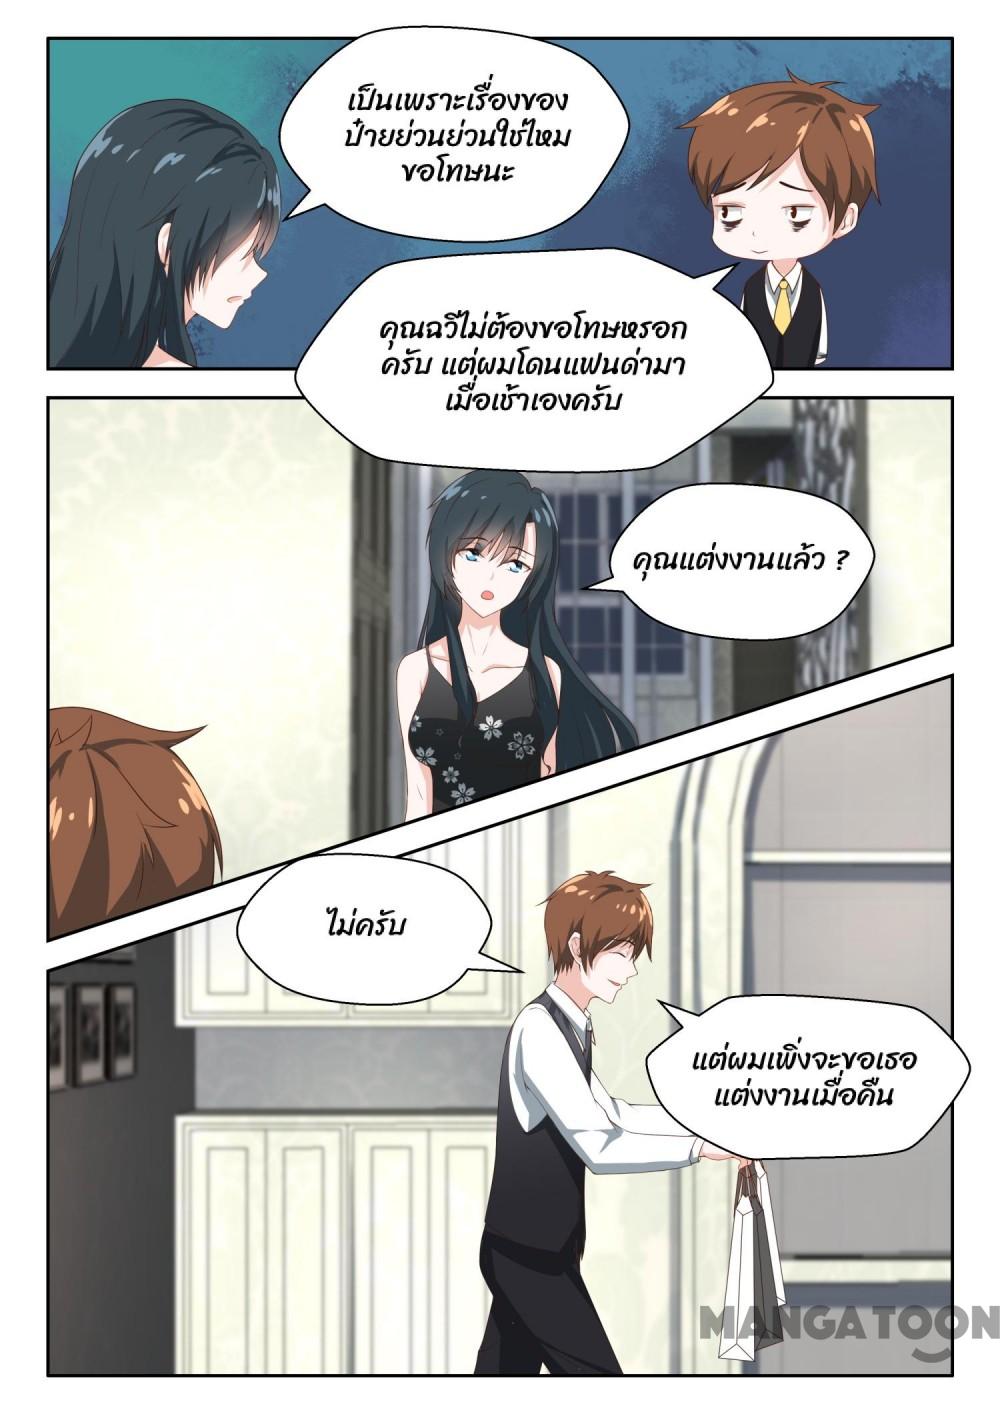 เป็นเพราะเรื่องของ
ป๋ายย่วนย่วนใช่ไหม
ขอโทษนะ
คุณฉวีไม่ต้องขอโทษหรอก
ครับ แต่ผมโดนแฟนด่ามา
เมื่อเช้าเองครับ
คุณแต่งงานแล้ว ?
ไม่ครับ
แต่ผมเพิ่งจะขอเธอ
แต่งงานเมื่อคืน
MANGATOON